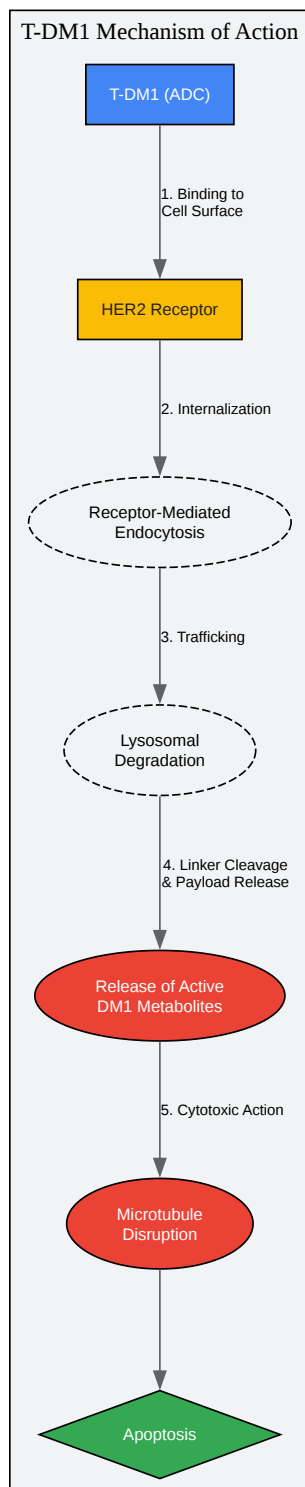 T-DM1 Mechanism of Action
T-DM1 (ADC)
1. Binding to
Cell Surface
HER2 Receptor
2. Internalization
Receptor-Mediated
Endocytosis
3. Trafficking
Lysosomal
Degradation
4. Linker Cleavage
& Payload Release
Release of Active
DM1 Metabolites
5. Cytotoxic Action
Microtubule
Disruption
Apoptosis